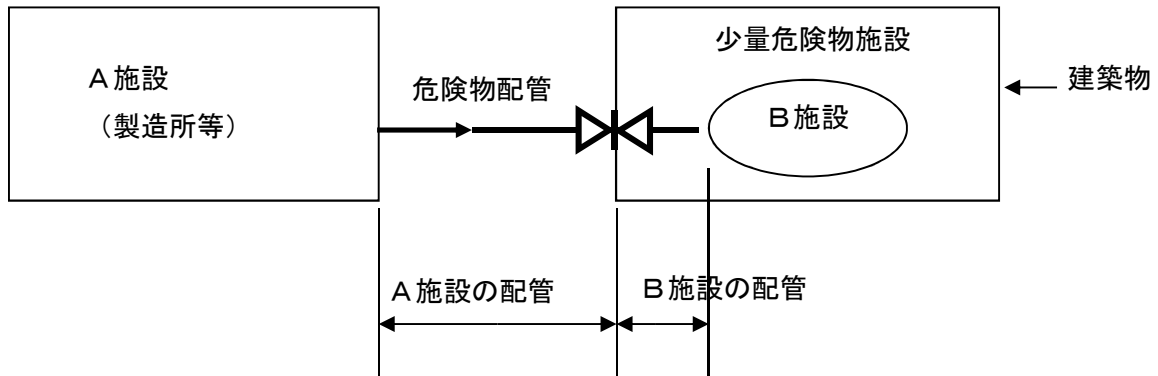 少量危険物施設
A施設
(製造所等)
危険物配管
B施設
建築物
A施設の配管
B施設の配管